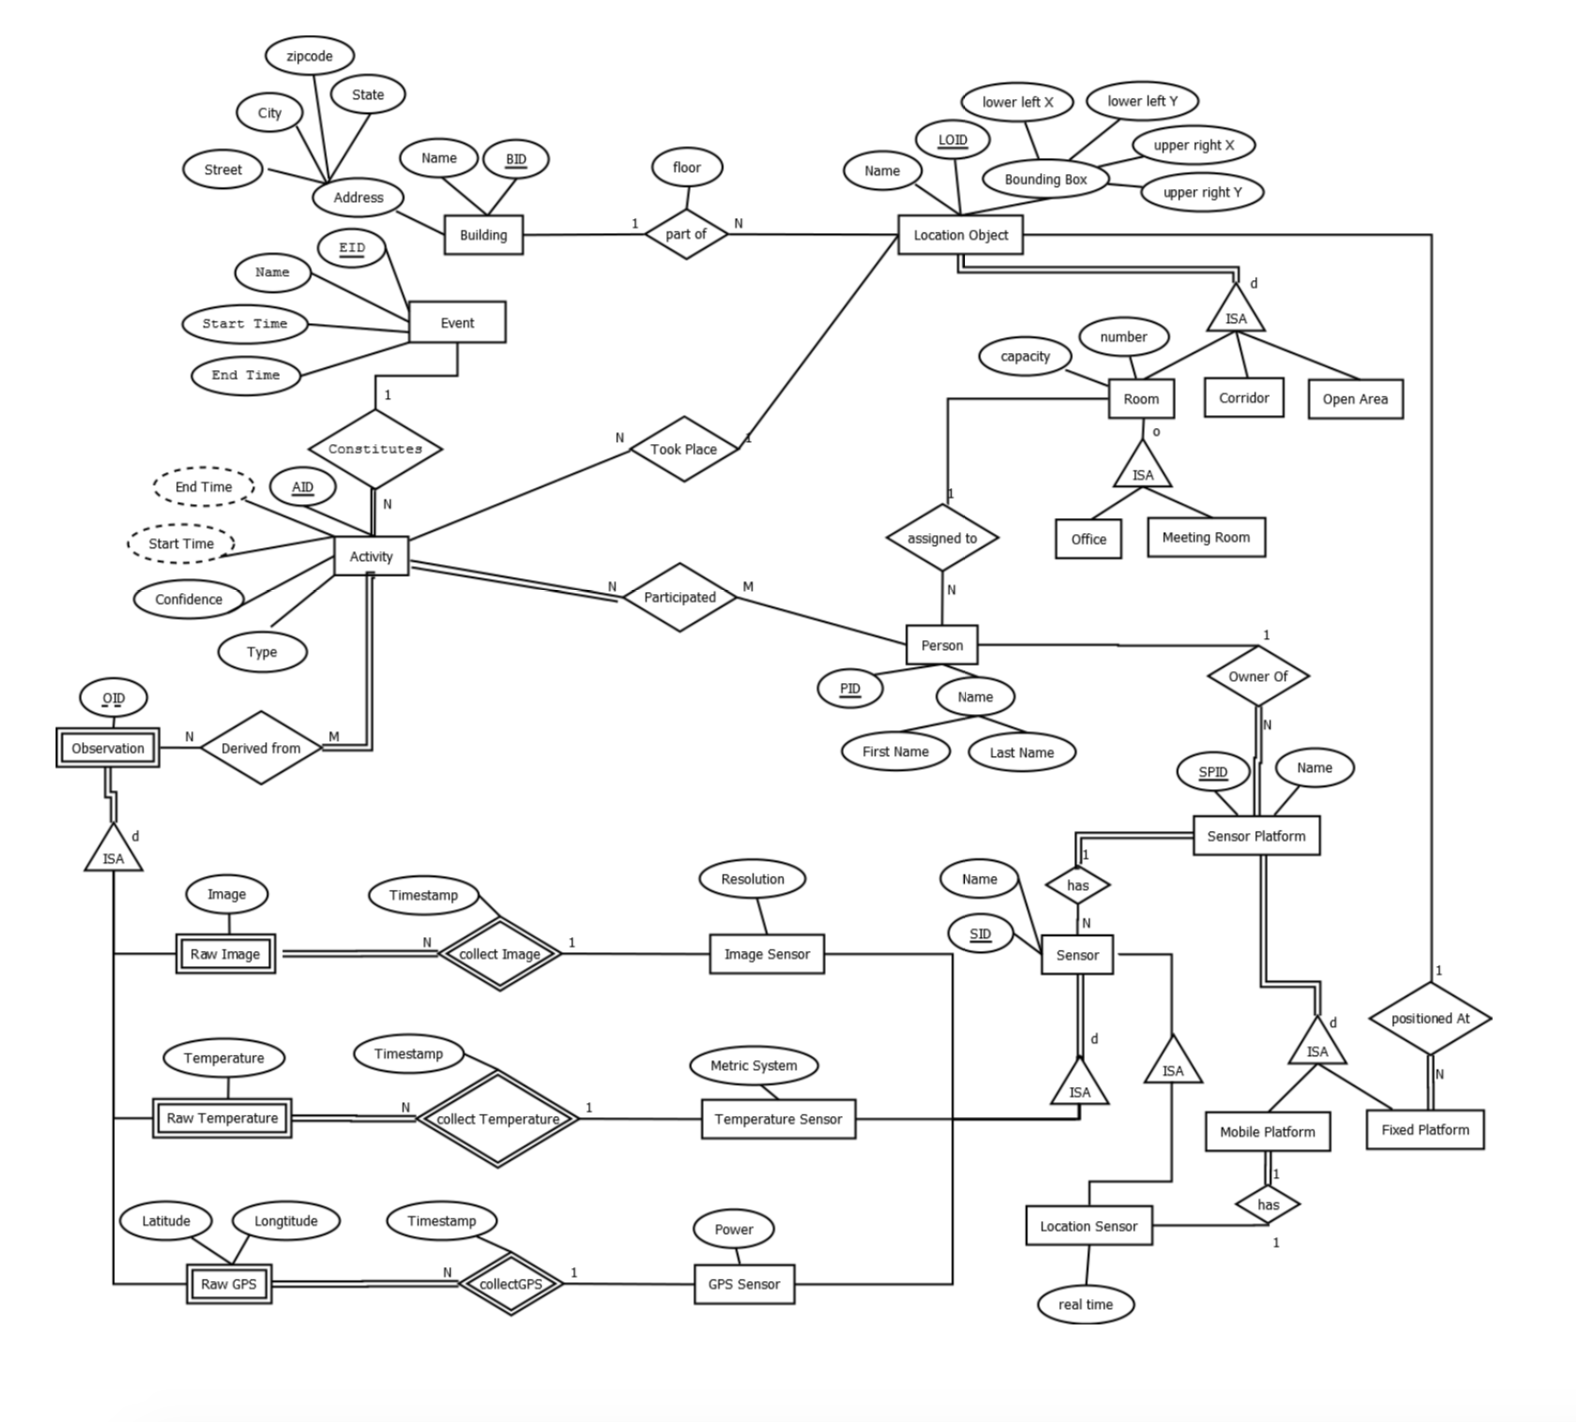 zipcode
State
City
Street
Address
Name
BID
Building
1
floor
part of
N
Name
LOID
lower left X
lower left Y
upper right X
upper right Y
Bounding Box
Location Object
EID
Name
Start Time
End Time
Event
1
Constitutes
N
d
ISA
number
capacity
Room
Corridor
Open Area
o
ISA
Office
Meeting Room
N
Took Place
1
End Time
AID
Start Time
Activity
Confidence
Type
1
assigned to
N
N
Participated
M
Person
PID
Name
First Name
Last Name
1
Owner Of
N
OID
Observation
N
Derived from
M
d
ISA
SPID
Name
Sensor Platform
1
has
N
Name
SID
Sensor
Image
Raw Image
Timestamp
N
collect Image
1
Resolution
Image Sensor
d
ISA
ISA
d
ISA
1
positioned At
N
Temperature
Raw Temperature
Timestamp
N
collect Temperature
1
Metric System
Temperature Sensor
Mobile Platform
Fixed Platform
1
has
1
Location Sensor
real time
Latitude
Longtitude
Raw GPS
Timestamp
N
collectGPS
1
Power
GPS Sensor